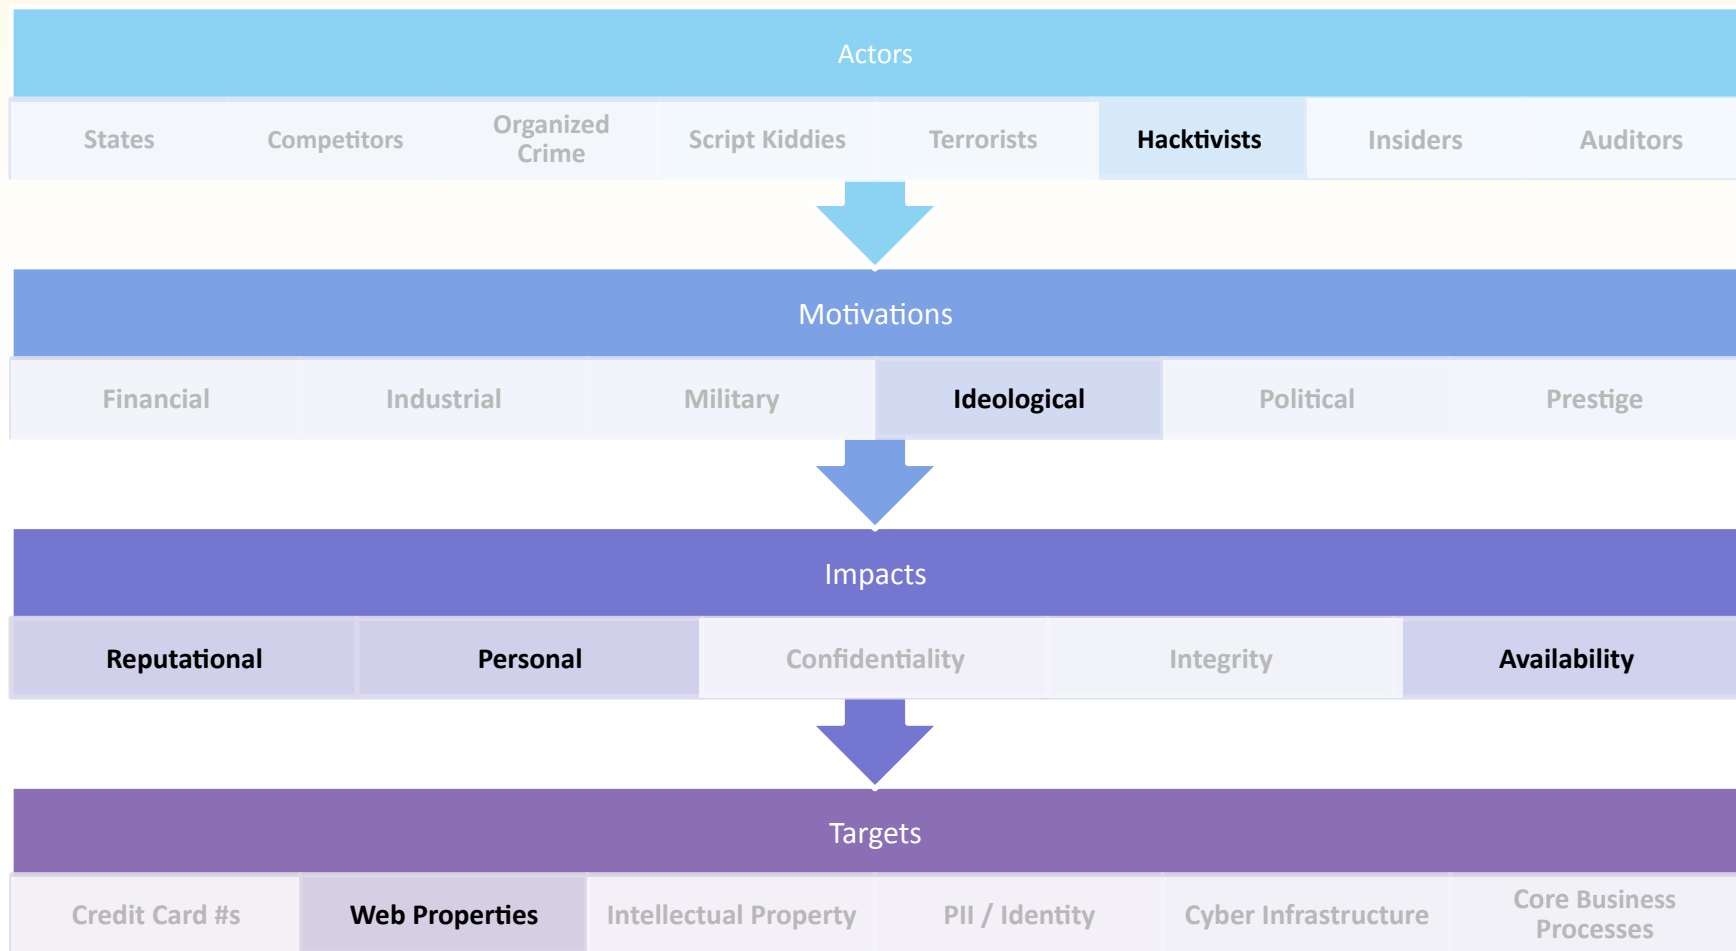 Actors
States
Competitors
Organized
Crime
Script Kiddies
Terrorists
Hacktivists
Insiders
Auditors
Motivations
Financial
Industrial
Military
Ideological
Political
Prestige
Impacts
Reputational
Personal
Confidentiality
Integrity
Availability
Targets
Credit Card #s
Web Properties
Intellectual Property
PII / Identity
Cyber Infrastructure
Core Business
Processes